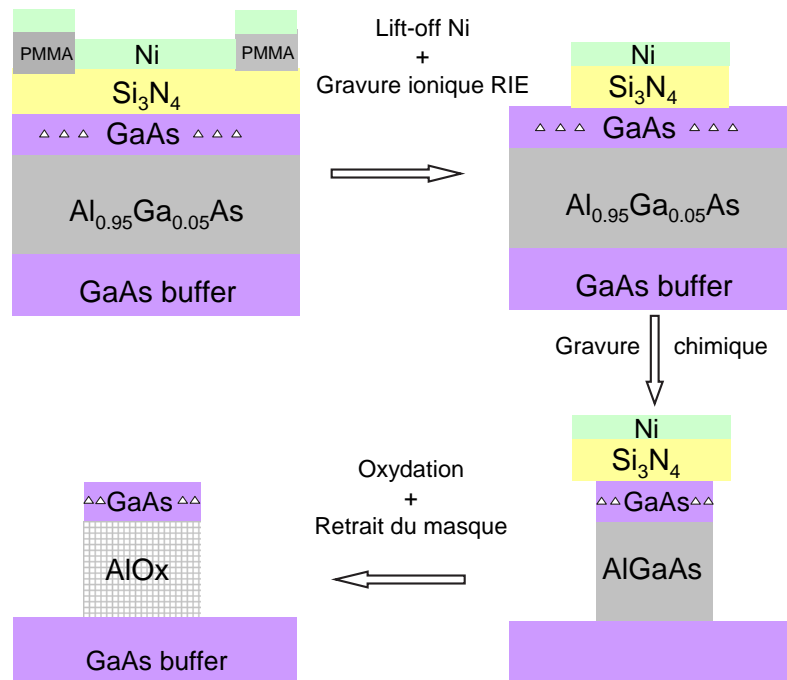 PMMA
Ni
PMMA
Si3N4
GaAs
Al0.95Ga0.05As
GaAs buffer
Lift-off Ni
+
Gravure ionique RIE
Ni
Si3N4
GaAs
Al0.95Ga0.05As
GaAs buffer
Gravure chimique
Ni
Si3N4
GaAs
AlGaAs
Oxydation
+
Retrait du masque
GaAs
AlOx
GaAs buffer